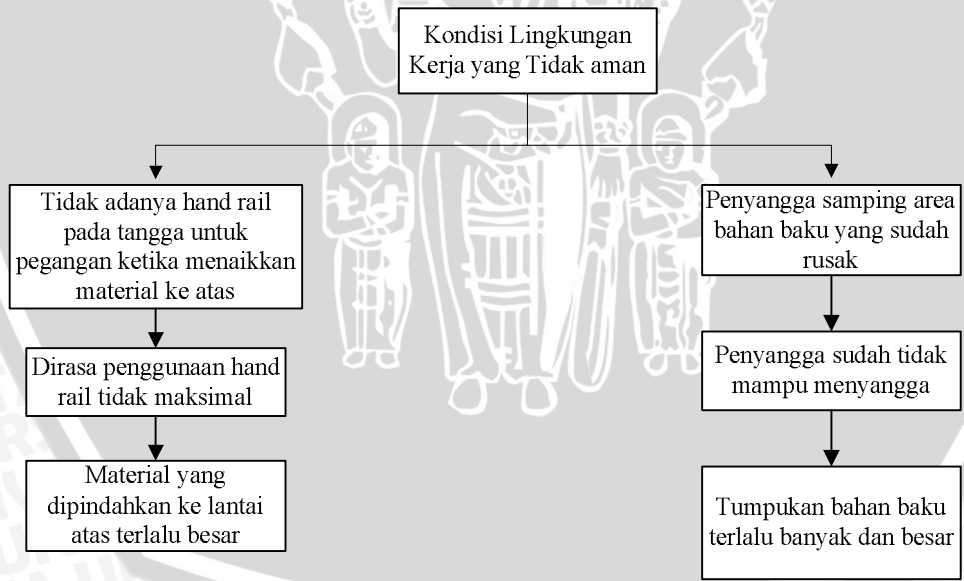 Kondisi Lingkungan
Kerja yang Tidak aman
Tidak adanya hand rail
pada tangga untuk
pegangan ketika menaikkan
material ke atas
Dirasa penggunaan hand
rail tidak maksimal
Material yang
dipindahkan ke lantai
atas terlalu besar
Penyangga samping area
bahan baku yang sudah
rusak
Penyangga sudah tidak
mampu menyangga
Tumpukan bahan baku
terlalu banyak dan besar